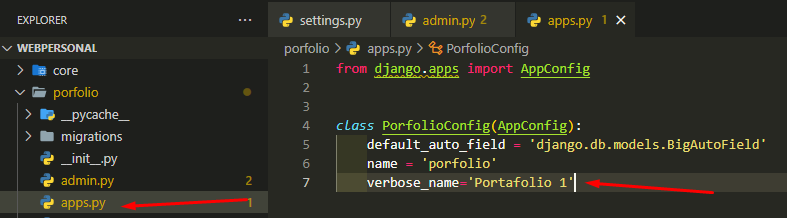 EXPLORER
WEBPERSONAL
core
porfolio
__pycache__
migrations
__init__.py
admin.py 2
apps.py 1
settings.py
admin.py 2
apps.py 1
porfolio > apps.py > PorfolioConfig
1 from django.apps import AppConfig
2
3
4 class PorfolioConfig(AppConfig):
5 default_auto_field = 'django.db.models.BigAutoField'
6 name = 'porfolio'
7 verbose_name='Portafolio 1'